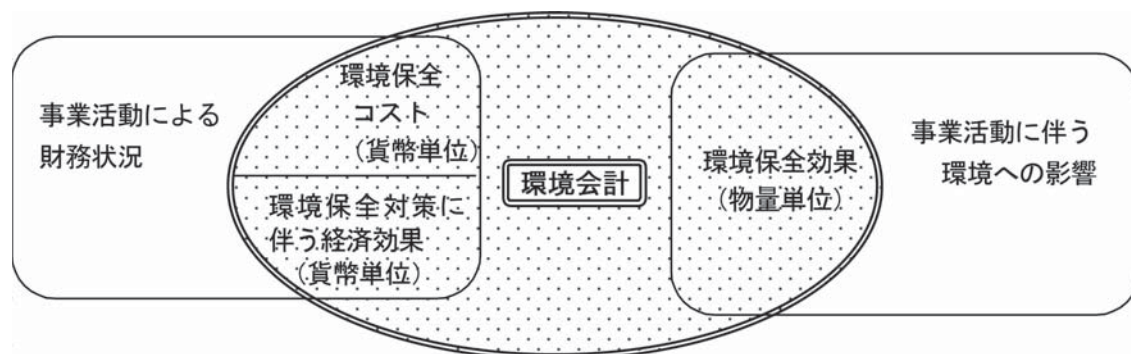 事業活動による
財務状況
環境保全
コスト
(貨幣単位)
環境保全対策に
伴う経済効果
(貨幣単位)
環境会計
環境保全効果
(物量単位)
事業活動に伴う
環境への影響